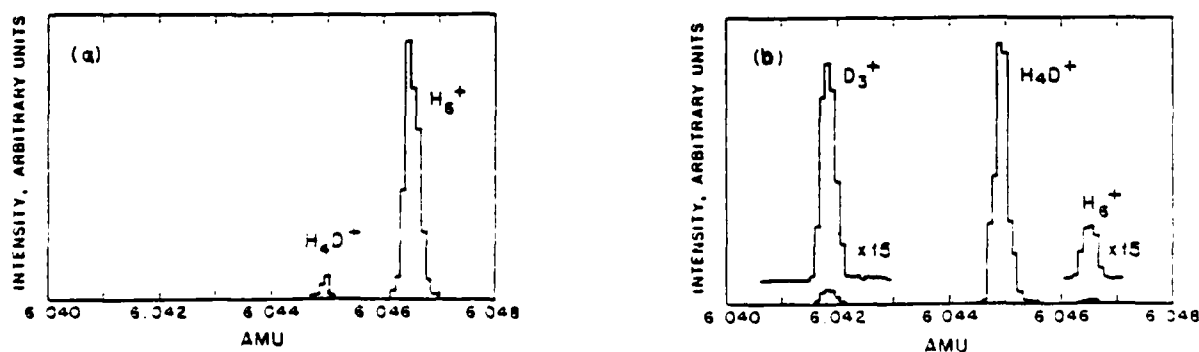 INTENSITY, ARBITRARY UNITS
(a)
H₆⁺
H₄D⁺
6.040 6.042 6.044 6.046 6.048
AMU
INTENSITY, ARBITRARY UNITS
(b)
D₃⁺
H₄D⁺
H₆⁺
x15
x15
6.040 6.042 6.044 6.046 6.048
AMU